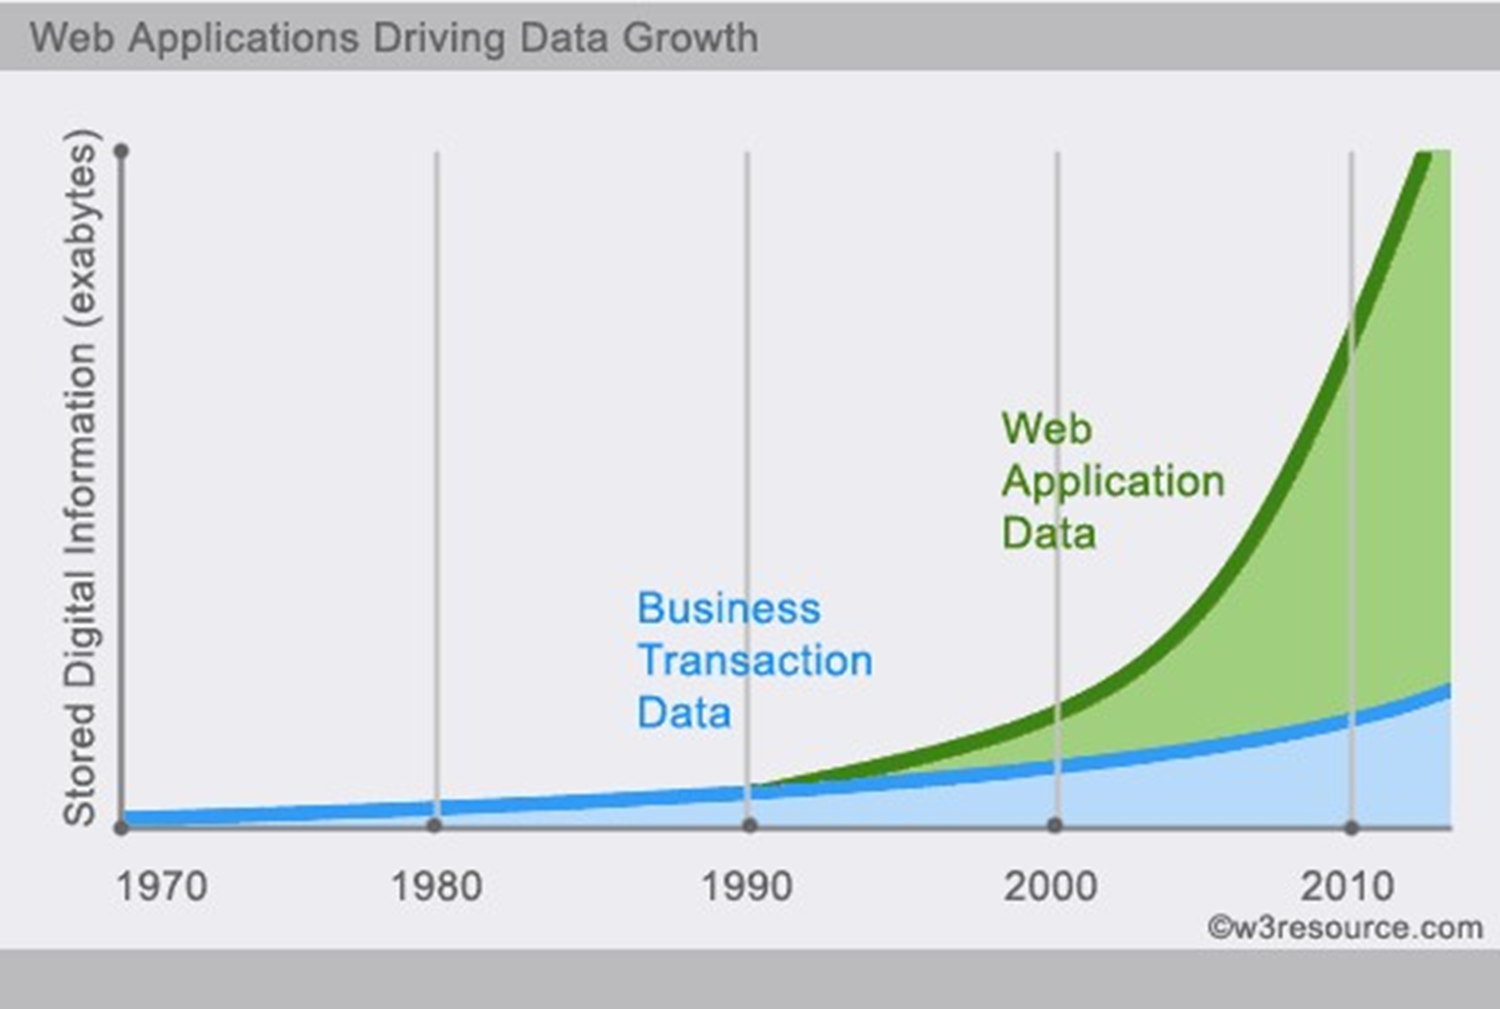 Web Applications Driving Data Growth
Stored Digital Information (exabytes)
Web
Application
Data
Business
Transaction
Data
1970 1980 1990 2000 2010
©w3resource.com